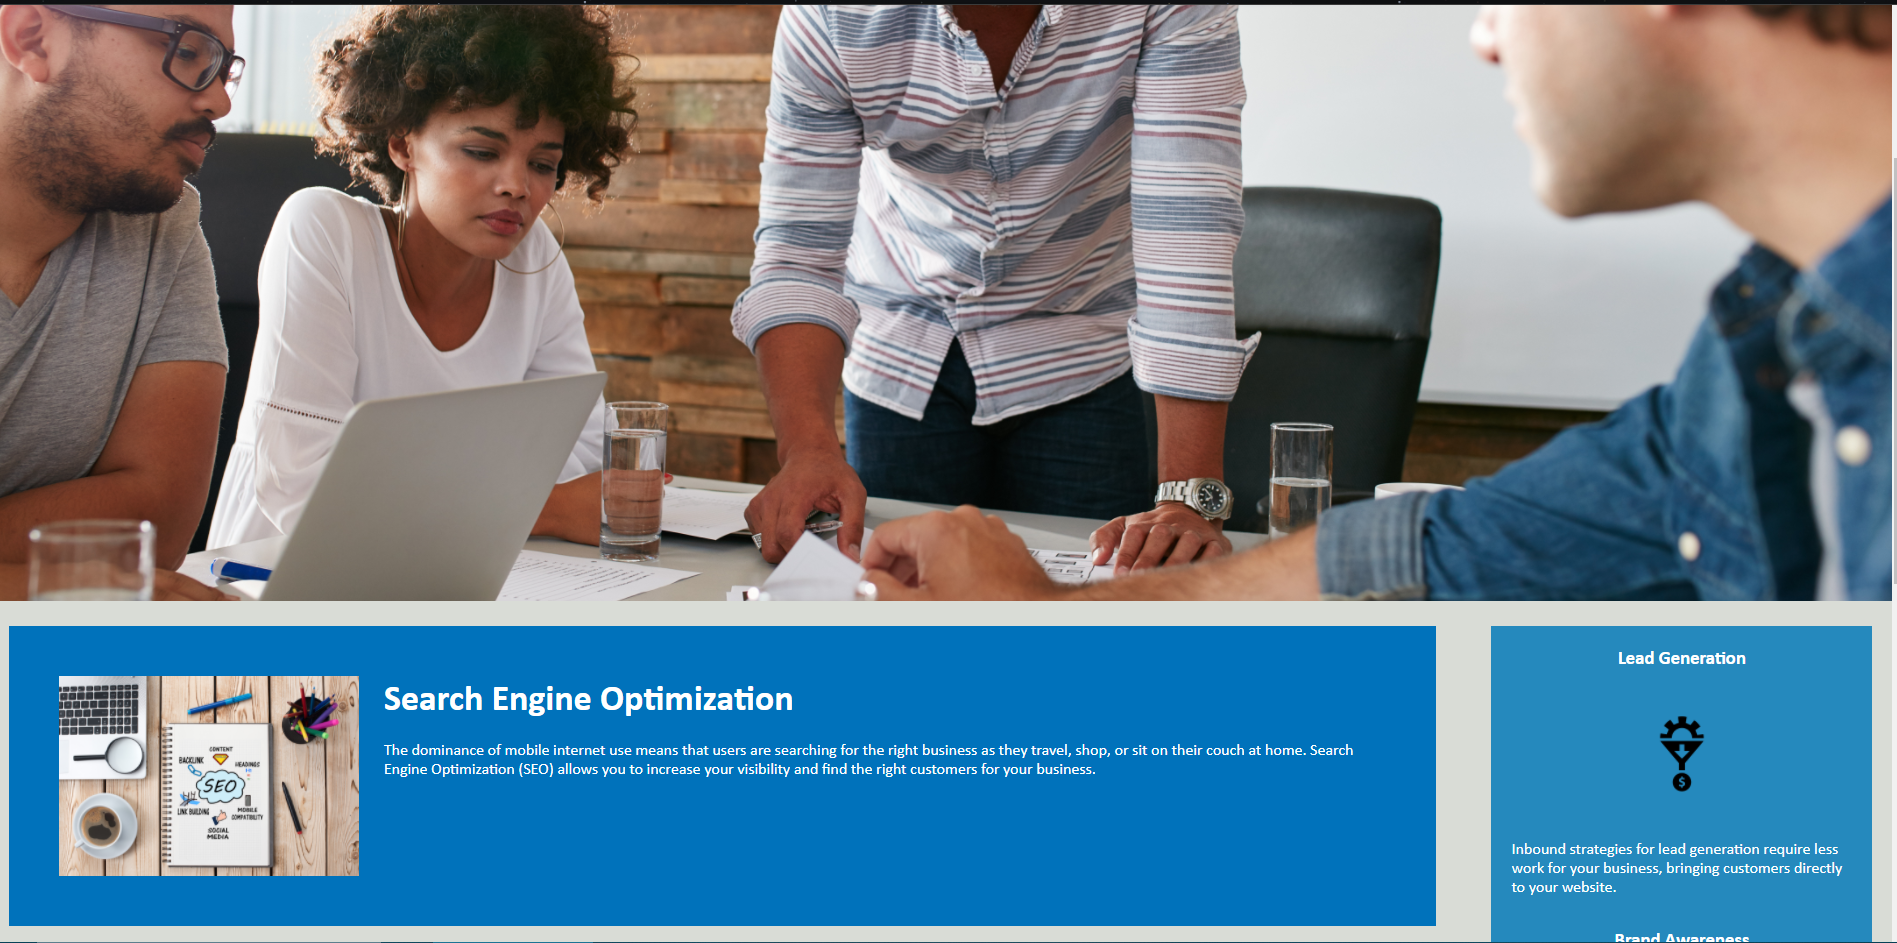 Search Engine Optimization
The dominance of mobile internet use means that users are searching for the right business as they travel, shop, or sit on their couch at home. Search
Engine Optimization (SEO) allows you to increase your visibility and find the right customers for your business.
CONTENT
BACKLINK
HEADINGS
SEO
LINK BUILDING
MOBILE
COMPATIBILITY
SOCIAL
MEDIA
Lead Generation
$
Inbound strategies for lead generation require less
work for your business, bringing customers directly
to your website.
Brand Awareness